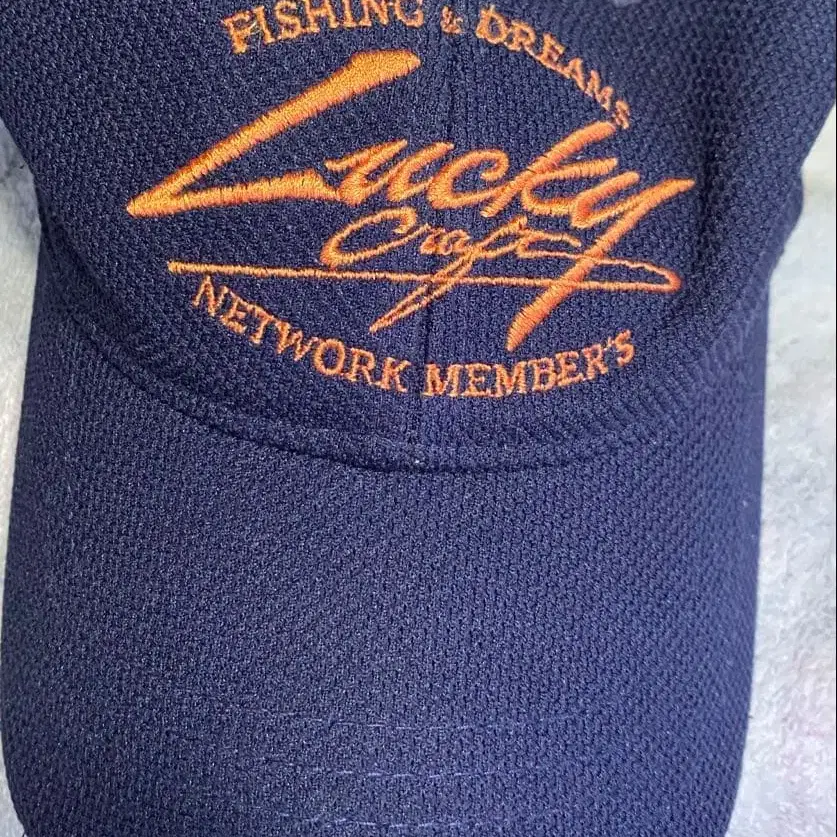 FISHING & DREAMS
Lucky
Craft
NETWORK MEMBER'S